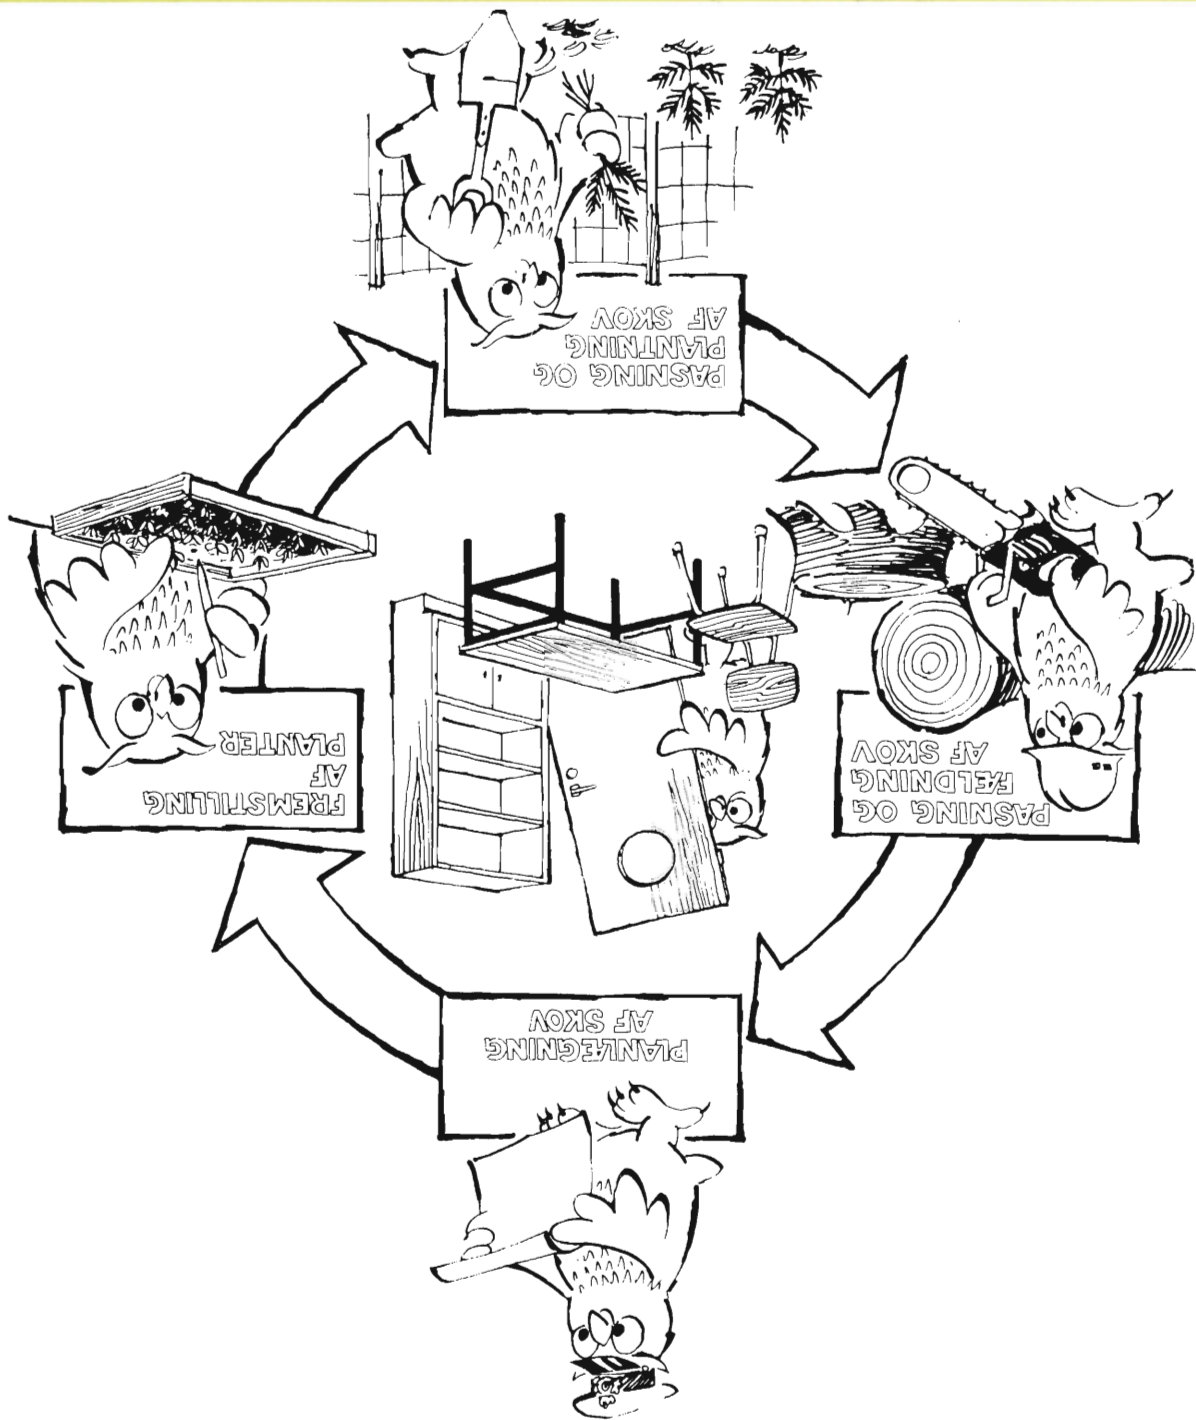 PLANLÆGNING
AF SKOV
PASNING OG
FÆLDNING
AF SKOV
FREMSTILLING
AF
PLANTER
PASNING OG
PLANTNING
AF SKOV